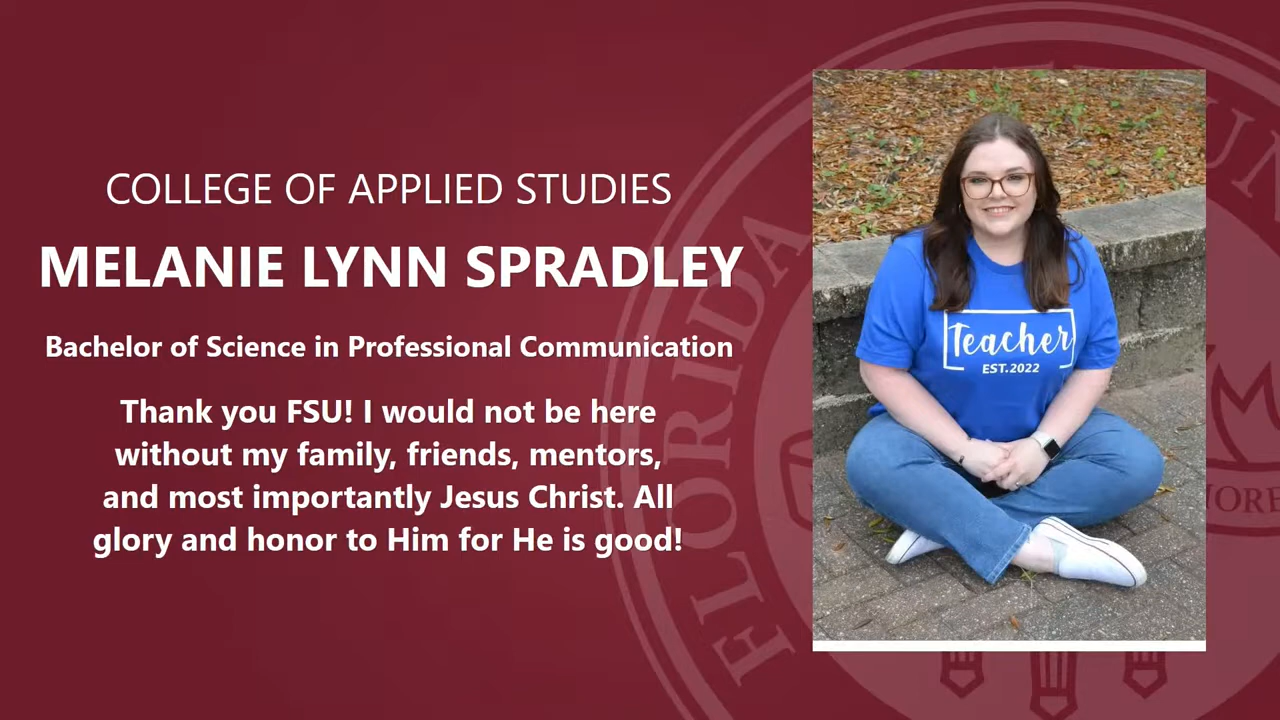 COLLEGE OF APPLIED STUDIES
MELANIE LYNN SPRADLEY
Bachelor of Science in Professional Communication
Thank you FSU! I would not be here
without my family, friends, mentors,
and most importantly Jesus Christ. All
glory and honor to Him for He is good!
Teacher
EST.2022
FLORIDA